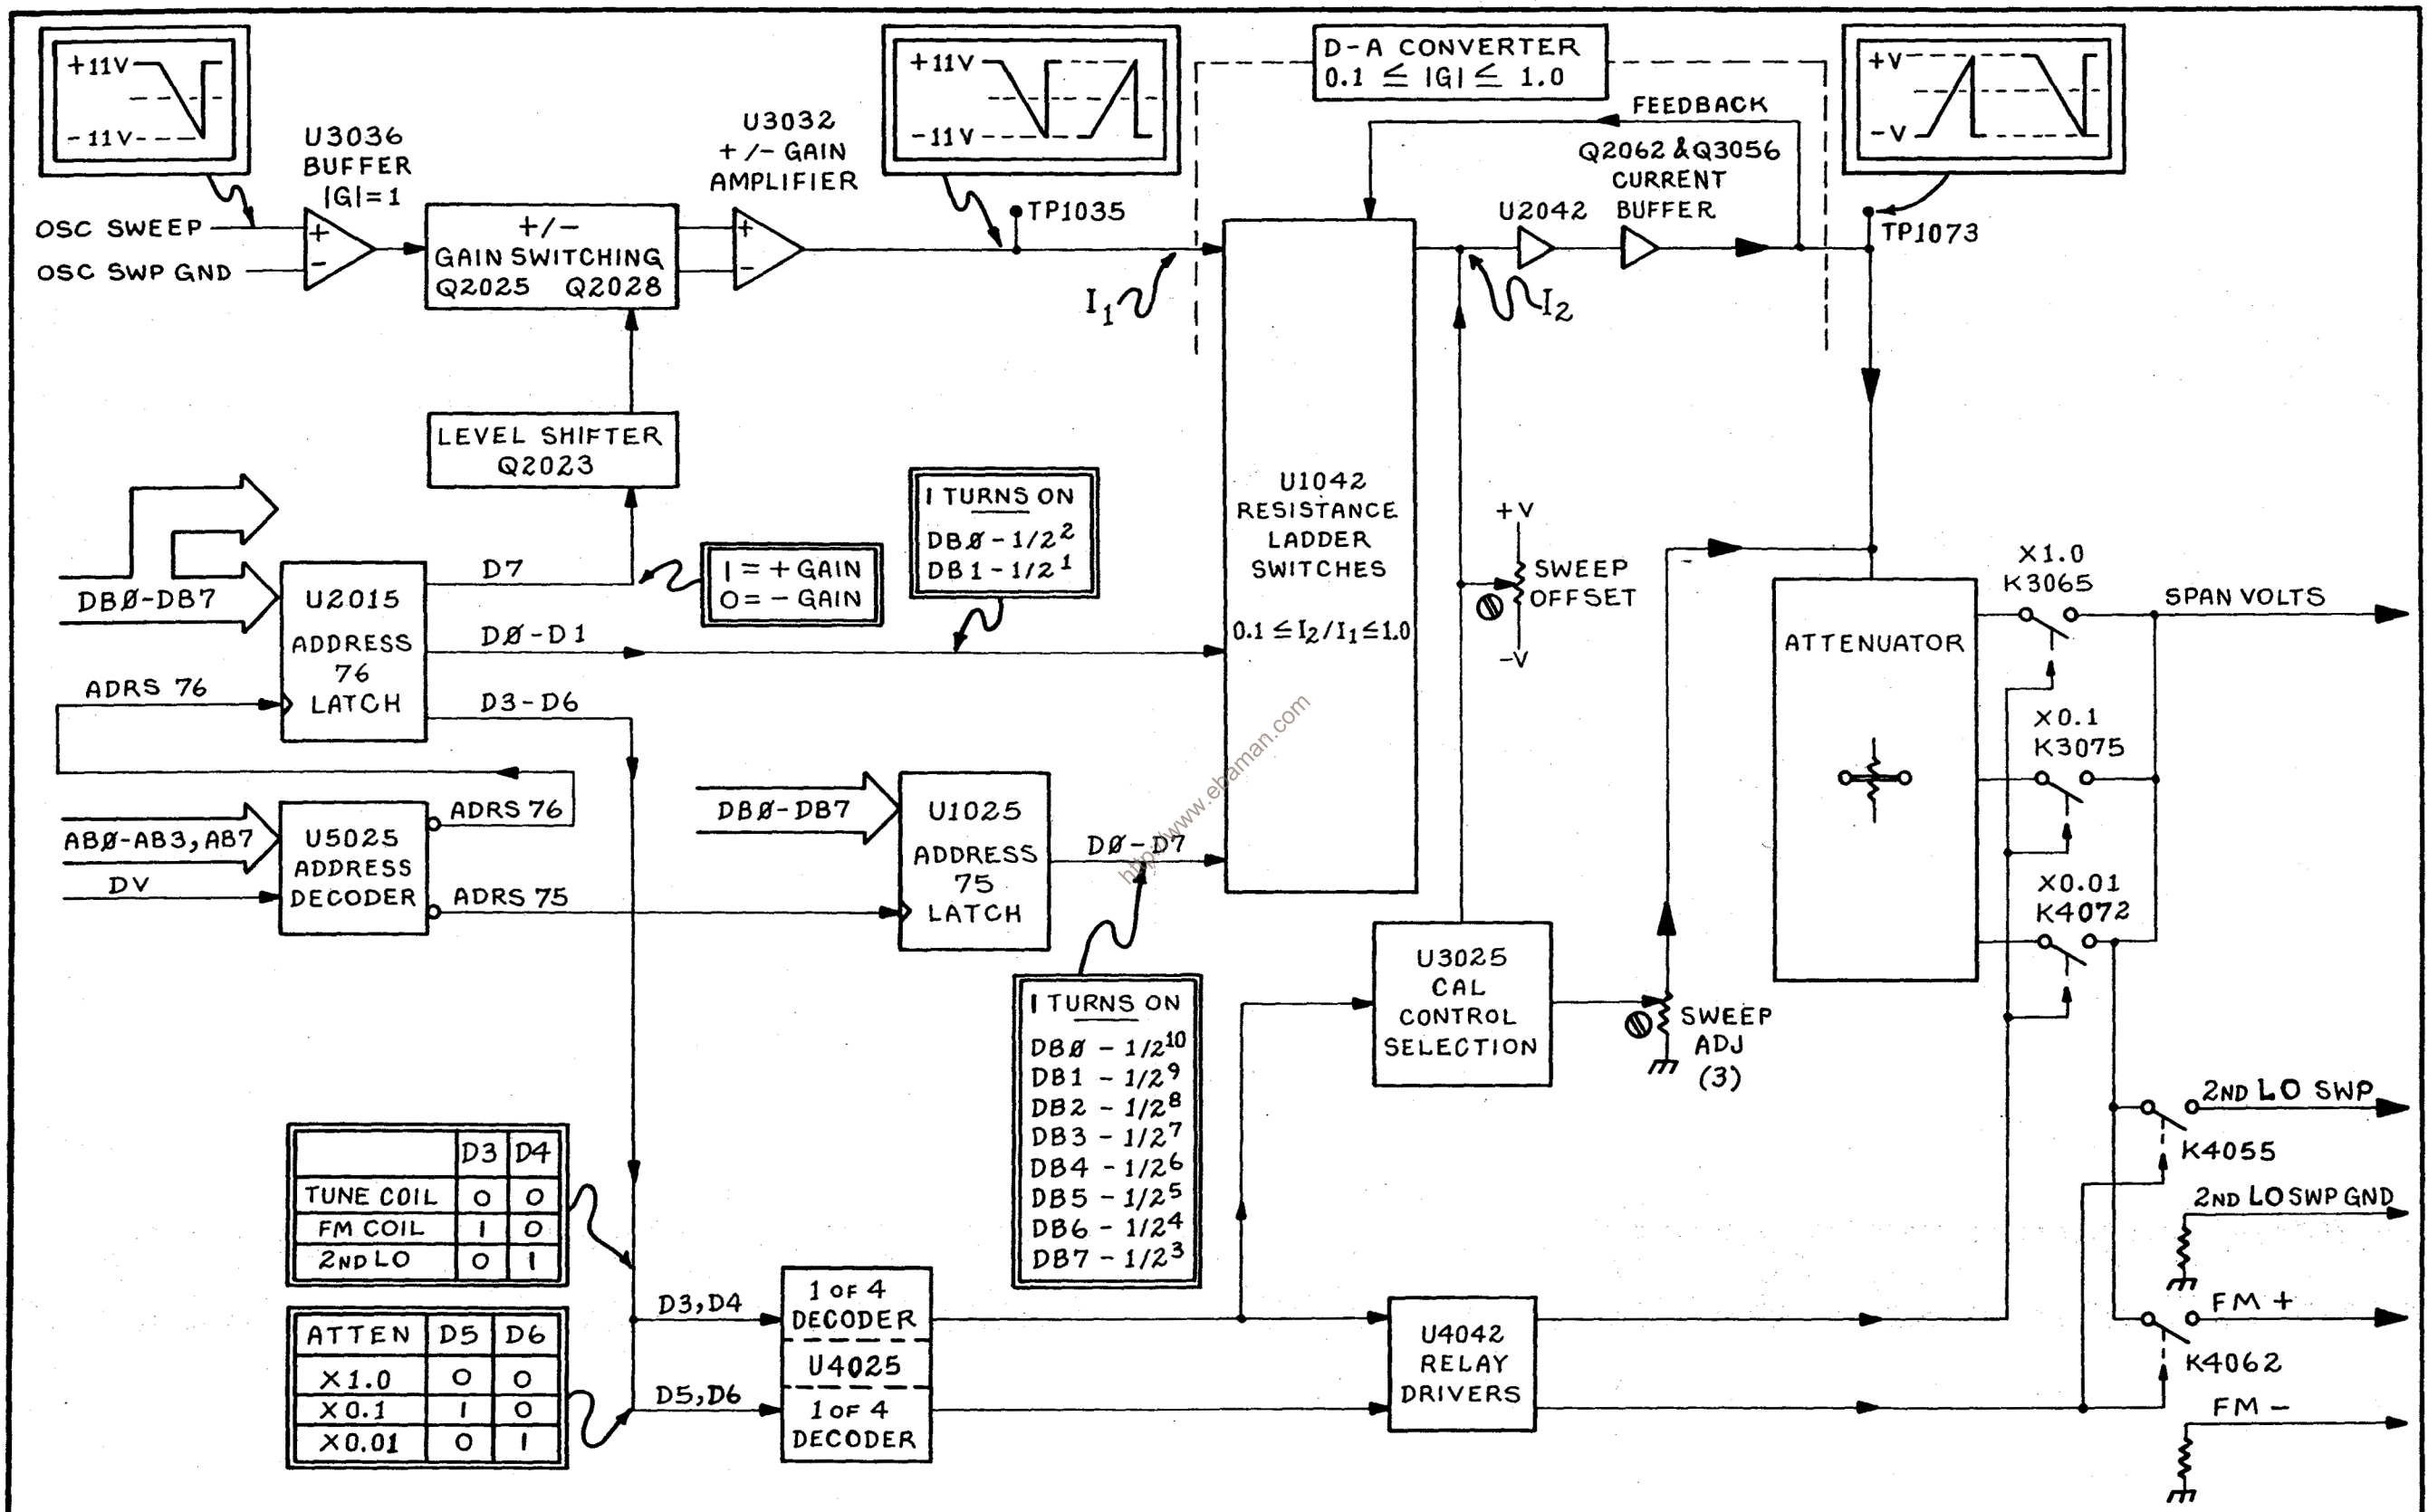 +11V
-11V
U3036
BUFFER
|G|=1
OSC SWEEP
OSC SWP GND
+
-
+/-
GAIN SWITCHING
Q2025 Q2028
U3032
+/- GAIN
AMPLIFIER
+
-
+11V
-11V
TP1035
I1
D-A CONVERTER
0.1 ≤ |G| ≤ 1.0
FEEDBACK
Q2062 & Q3056
CURRENT
BUFFER
U2042
I2
+V
-V
TP1073
LEVEL SHIFTER
Q2023
1 TURNS ON
DBØ - 1/2²
DB1 - 1/2¹
1 = + GAIN
0 = - GAIN
DBØ-DB7
U2015
ADDRESS
76
LATCH
D7
DØ-D1
D3-D6
ADRS 76
U1042
RESISTANCE
LADDER
SWITCHES
0.1 ≤ I2/I1 ≤ 1.0
+V
SWEEP
OFFSET
-V
ATTENUATOR
X1.0
K3065
SPAN VOLTS
X0.1
K3075
X0.01
K4072
ABØ-AB3, AB7
DV
U5025
ADDRESS
DECODER
ADRS 76
ADRS 75
DBØ-DB7
U1025
ADDRESS
75
LATCH
DØ-D7
http://www.ebaman.com
1 TURNS ON
DBØ - 1/2¹⁰
DB1 - 1/2⁹
DB2 - 1/2⁸
DB3 - 1/2⁷
DB4 - 1/2⁶
DB5 - 1/2⁵
DB6 - 1/2⁴
DB7 - 1/2³
U3025
CAL
CONTROL
SELECTION
SWEEP
ADJ
(3)
2ND LO SWP
K4055
2ND LO SWP GND
FM +
K4062
FM -
D3 D4
TUNE COIL 0 0
FM COIL 1 0
2ND LO 0 1
ATTEN D5 D6
X1.0 0 0
X0.1 1 0
X0.01 0 1
D3, D4
D5, D6
1 OF 4
DECODER
U4025
1 OF 4
DECODER
U4042
RELAY
DRIVERS